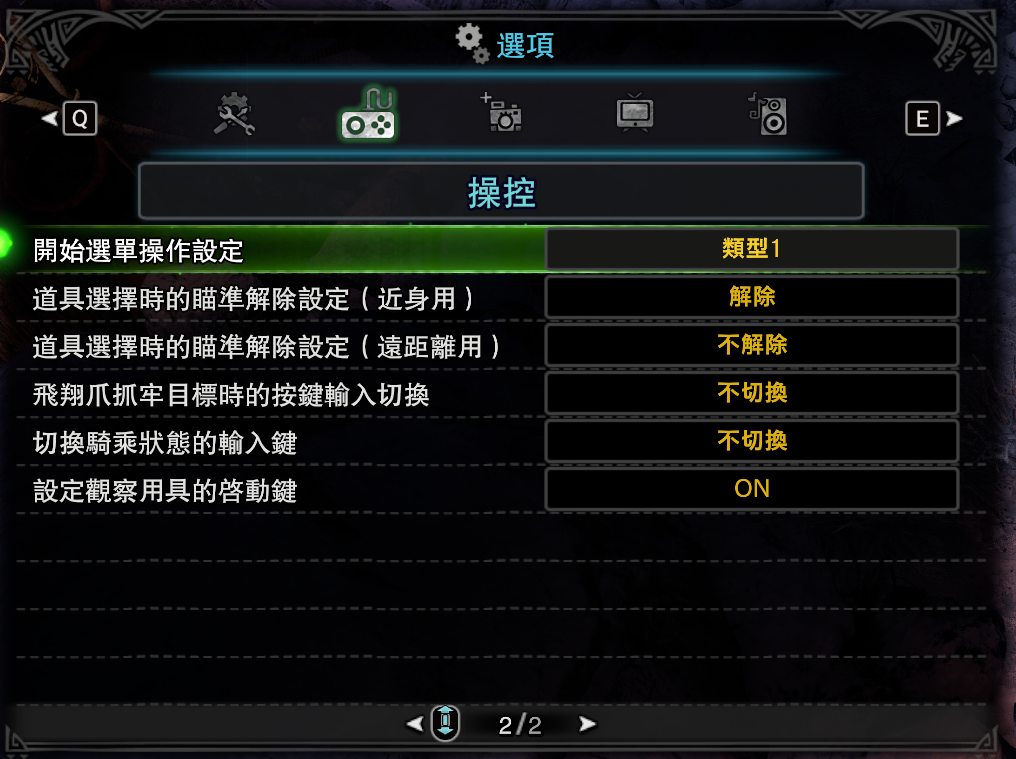 選項
Q
E
操控
開始選單操作設定 類型1
道具選擇時的瞄準解除設定（近身用） 解除
道具選擇時的瞄準解除設定（遠距離用） 不解除
飛翔爪抓牢目標時的按鍵輸入切換 不切換
切換騎乘狀態的輸入鍵 不切換
設定觀察用具的啓動鍵 ON
2/2